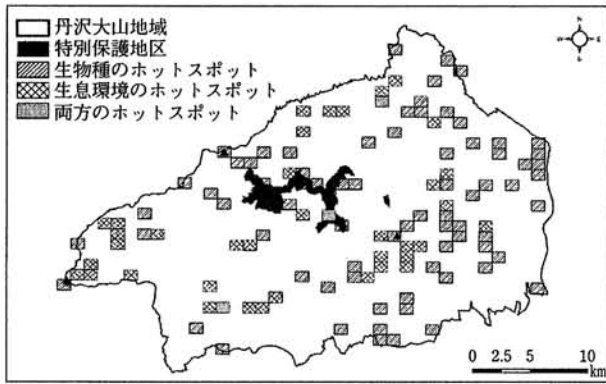 丹沢大山地域
特別保護地区
生物種のホットスポット
生息環境のホットスポット
両方のホットスポット
N
W E
S
0 2.5 5 10
km